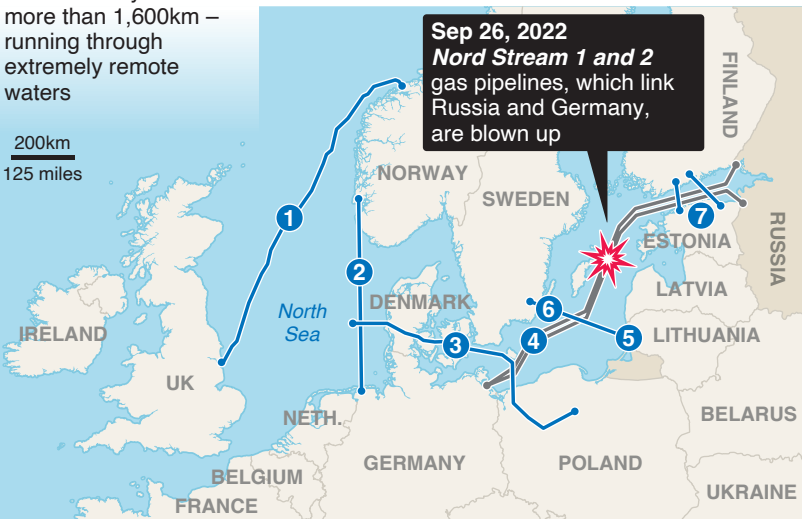 more than 1,600km –
running through
extremely remote
waters
200km
125 miles
Sep 26, 2022
Nord Stream 1 and 2
gas pipelines, which link
Russia and Germany,
are blown up
FINLAND
NORWAY
SWEDEN
1
7
ESTONIA
RUSSIA
2
LATVIA
DENMARK
North
Sea
6
IRELAND
3
4
5
LITHUANIA
UK
NETH.
BELARUS
GERMANY
POLAND
BELGIUM
UKRAINE
FRANCE